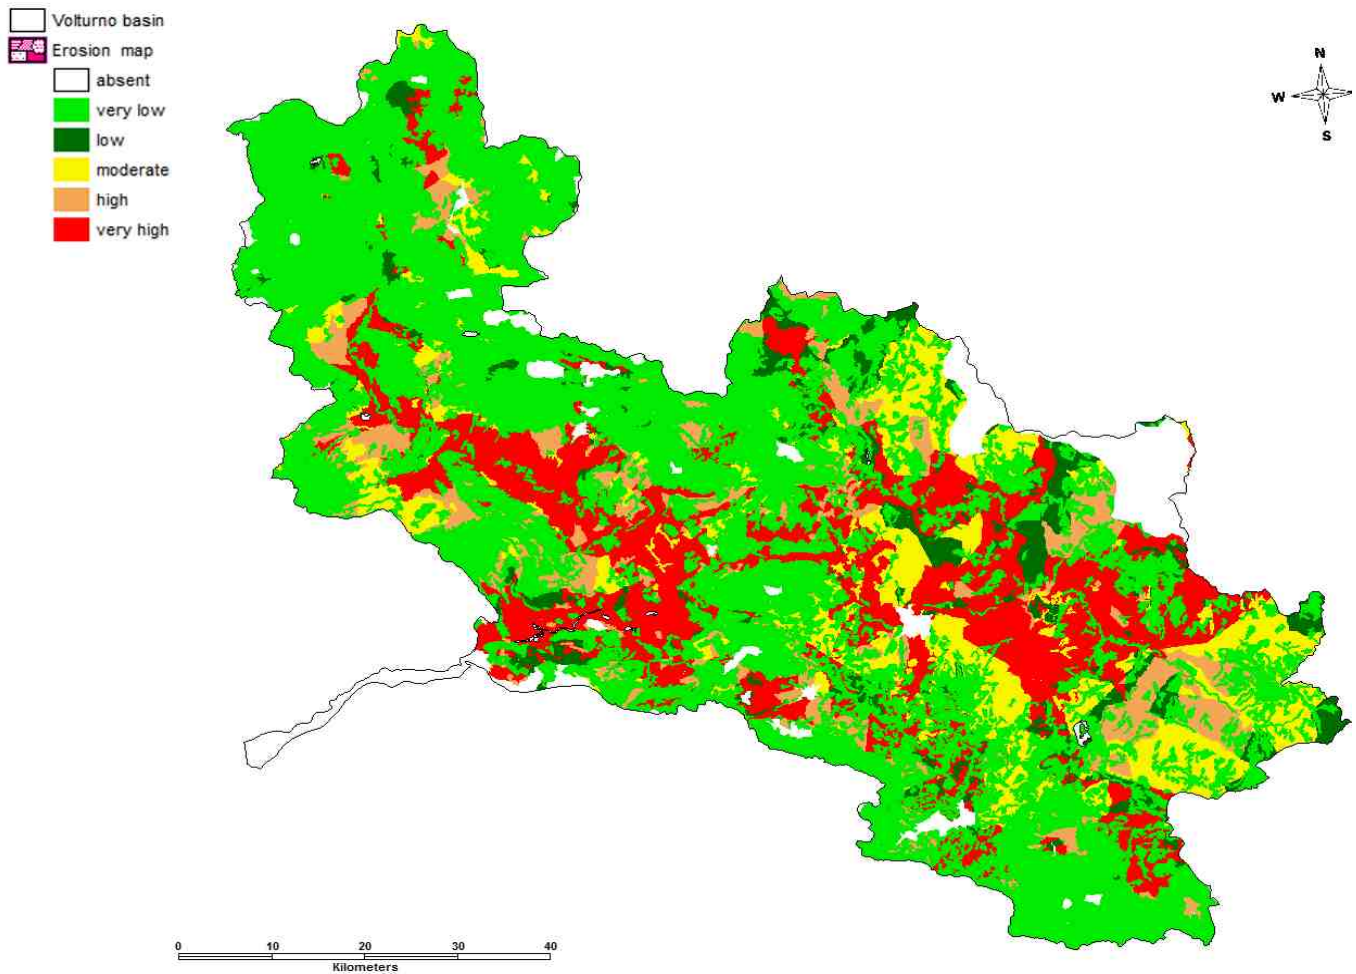 Volturno basin
Erosion map
absent
very low
low
moderate
high
very high
N
W
S
0 10 20 30 40
Kilometers